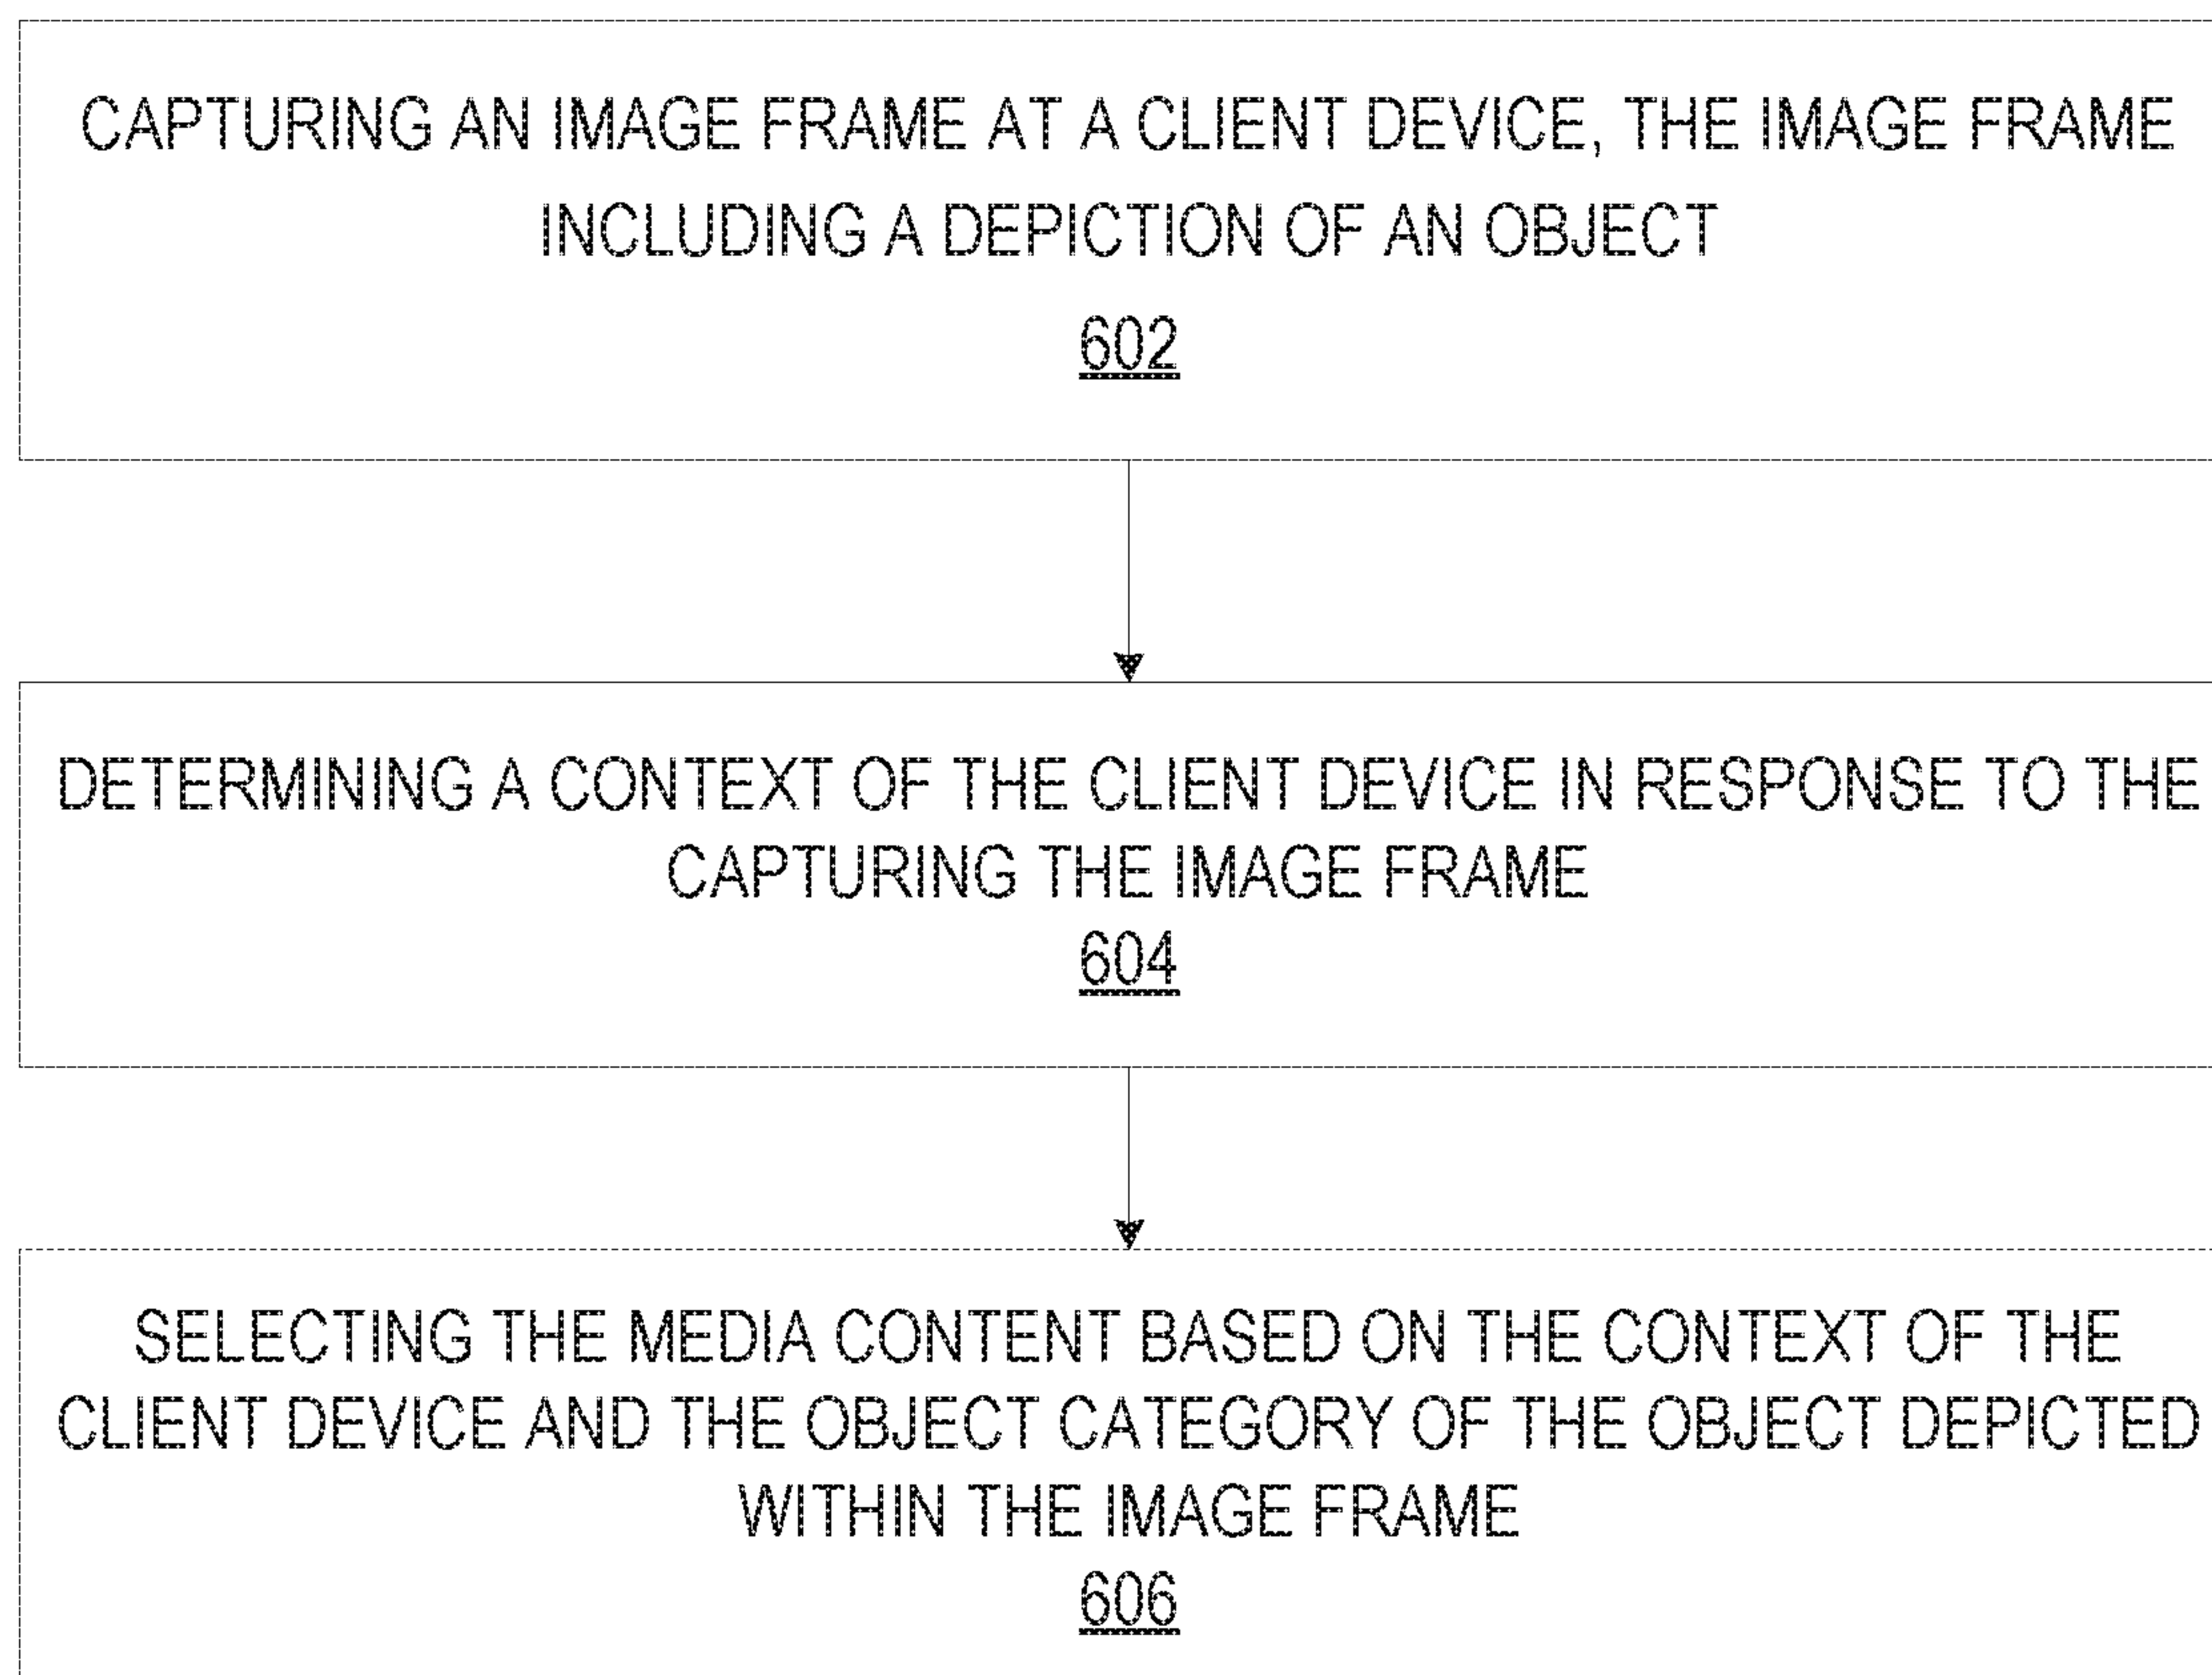 CAPTURING AN IMAGE FRAME AT A CLIENT DEVICE, THE IMAGE FRAME
INCLUDING A DEPICTION OF AN OBJECT
602
DETERMINING A CONTEXT OF THE CLIENT DEVICE IN RESPONSE TO THE
CAPTURING THE IMAGE FRAME
604
SELECTING THE MEDIA CONTENT BASED ON THE CONTEXT OF THE
CLIENT DEVICE AND THE OBJECT CATEGORY OF THE OBJECT DEPICTED
WITHIN THE IMAGE FRAME
606